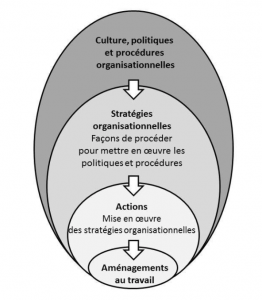 Culture, politiques
et procédures
organisationnelles
Stratégies
organisationnelles
Façons de procéder
pour mettre en œuvre les
politiques et procédures
Actions
Mise en œuvre
des stratégies organisationnelles
Aménagements
au travail